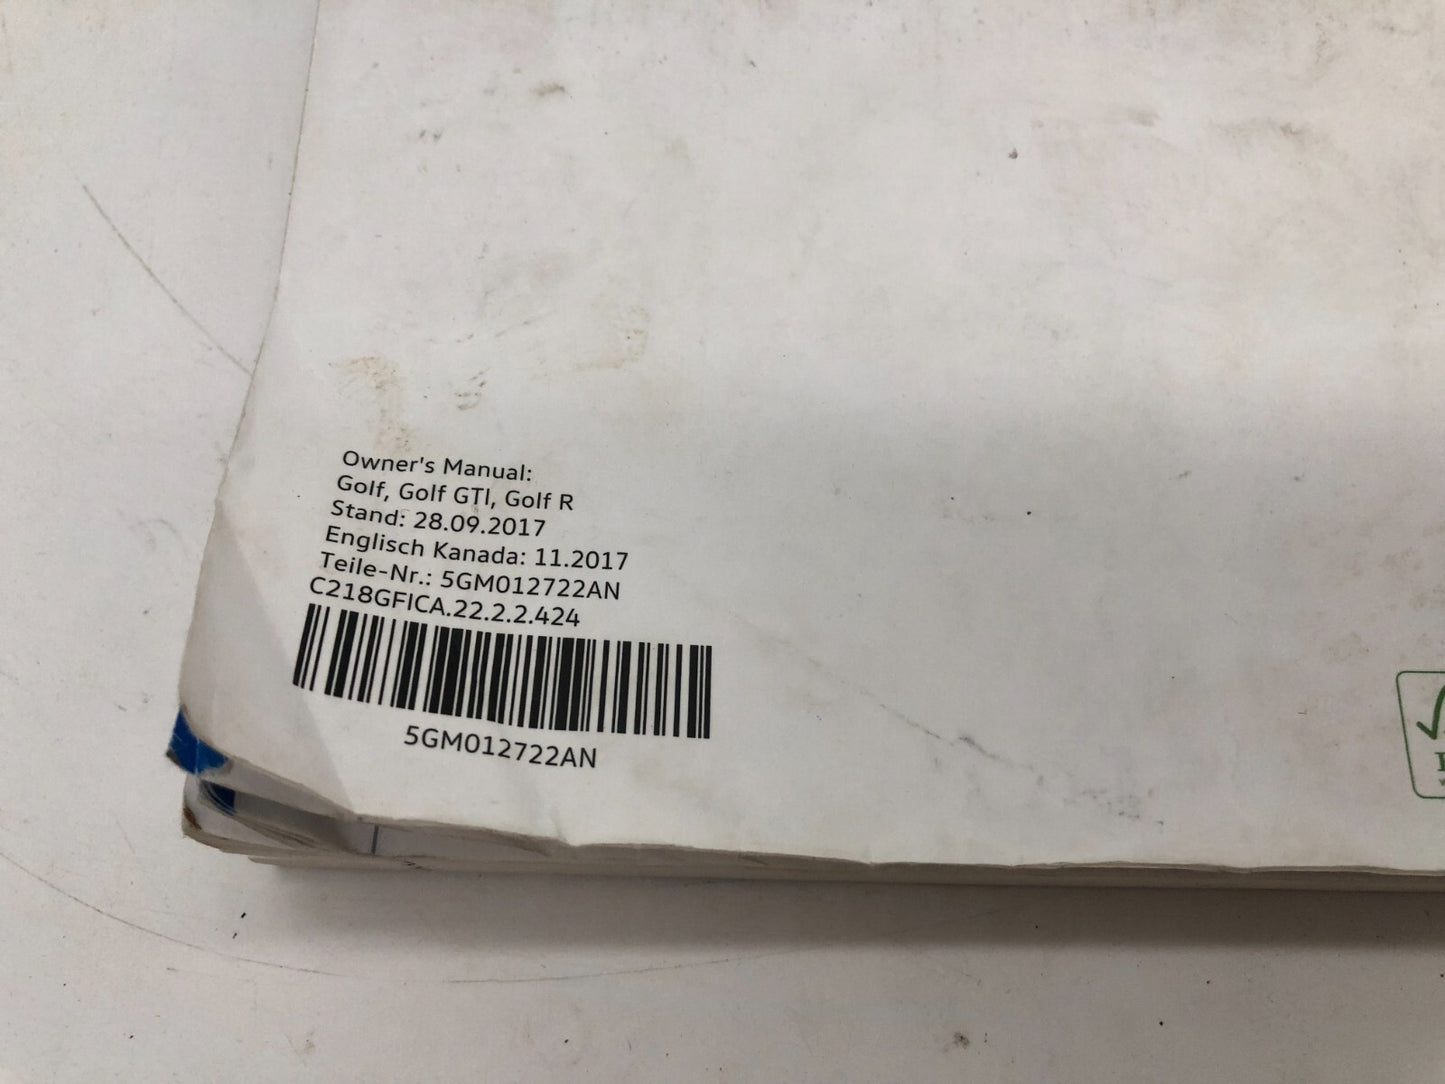 Owner's Manual:
Golf, Golf GTI, Golf R
Stand: 28.09.2017
Englisch Kanada: 11.2017
Teile-Nr.: 5GM012722AN
C218GFICA.22.2.2.424
5GM012722AN